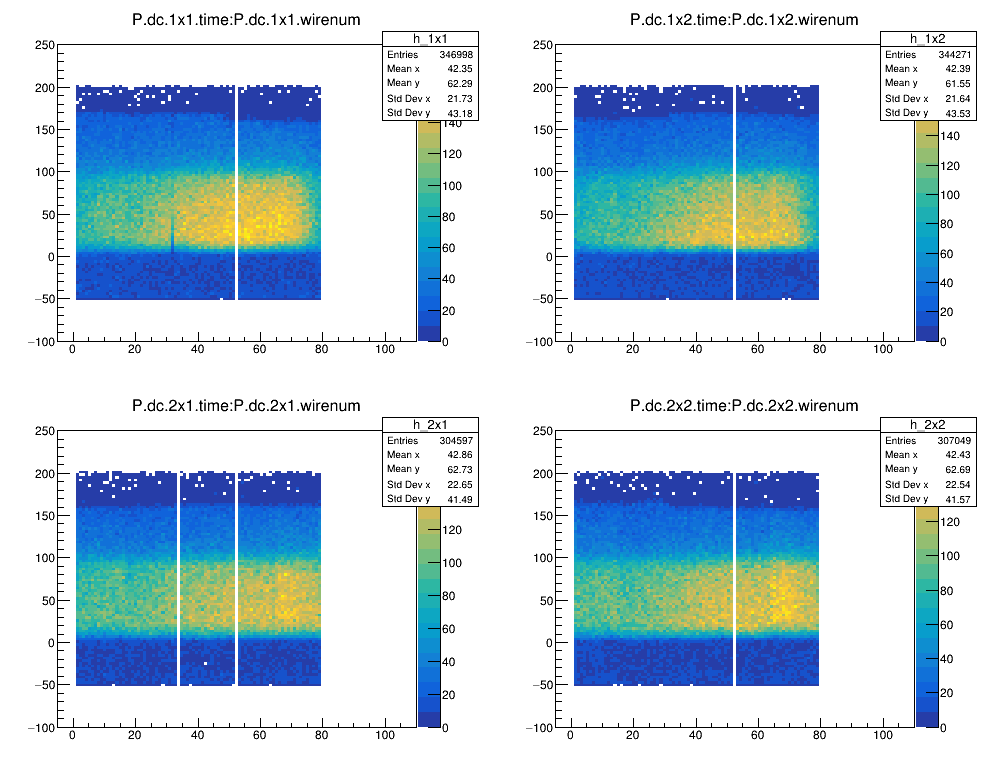 P.dc.1x1.time:P.dc.1x1.wirenum
h_1x1
Entries 346998
Mean x 42.35
Mean y 62.29
Std Dev x 21.73
Std Dev y 43.18
250
200
150
100
50
0
−50
−100
0 20 40 60 80 100
140
120
100
80
60
40
20
0
P.dc.1x2.time:P.dc.1x2.wirenum
h_1x2
Entries 344271
Mean x 42.39
Mean y 61.55
Std Dev x 21.64
Std Dev y 43.53
250
200
150
100
50
0
−50
−100
0 20 40 60 80 100
140
120
100
80
60
40
20
0
P.dc.2x1.time:P.dc.2x1.wirenum
h_2x1
Entries 304597
Mean x 42.86
Mean y 62.73
Std Dev x 22.65
Std Dev y 41.49
250
200
150
100
50
0
−50
−100
0 20 40 60 80 100
120
100
80
60
40
20
0
P.dc.2x2.time:P.dc.2x2.wirenum
h_2x2
Entries 307049
Mean x 42.43
Mean y 62.69
Std Dev x 22.54
Std Dev y 41.57
250
200
150
100
50
0
−50
−100
0 20 40 60 80 100
120
100
80
60
40
20
0